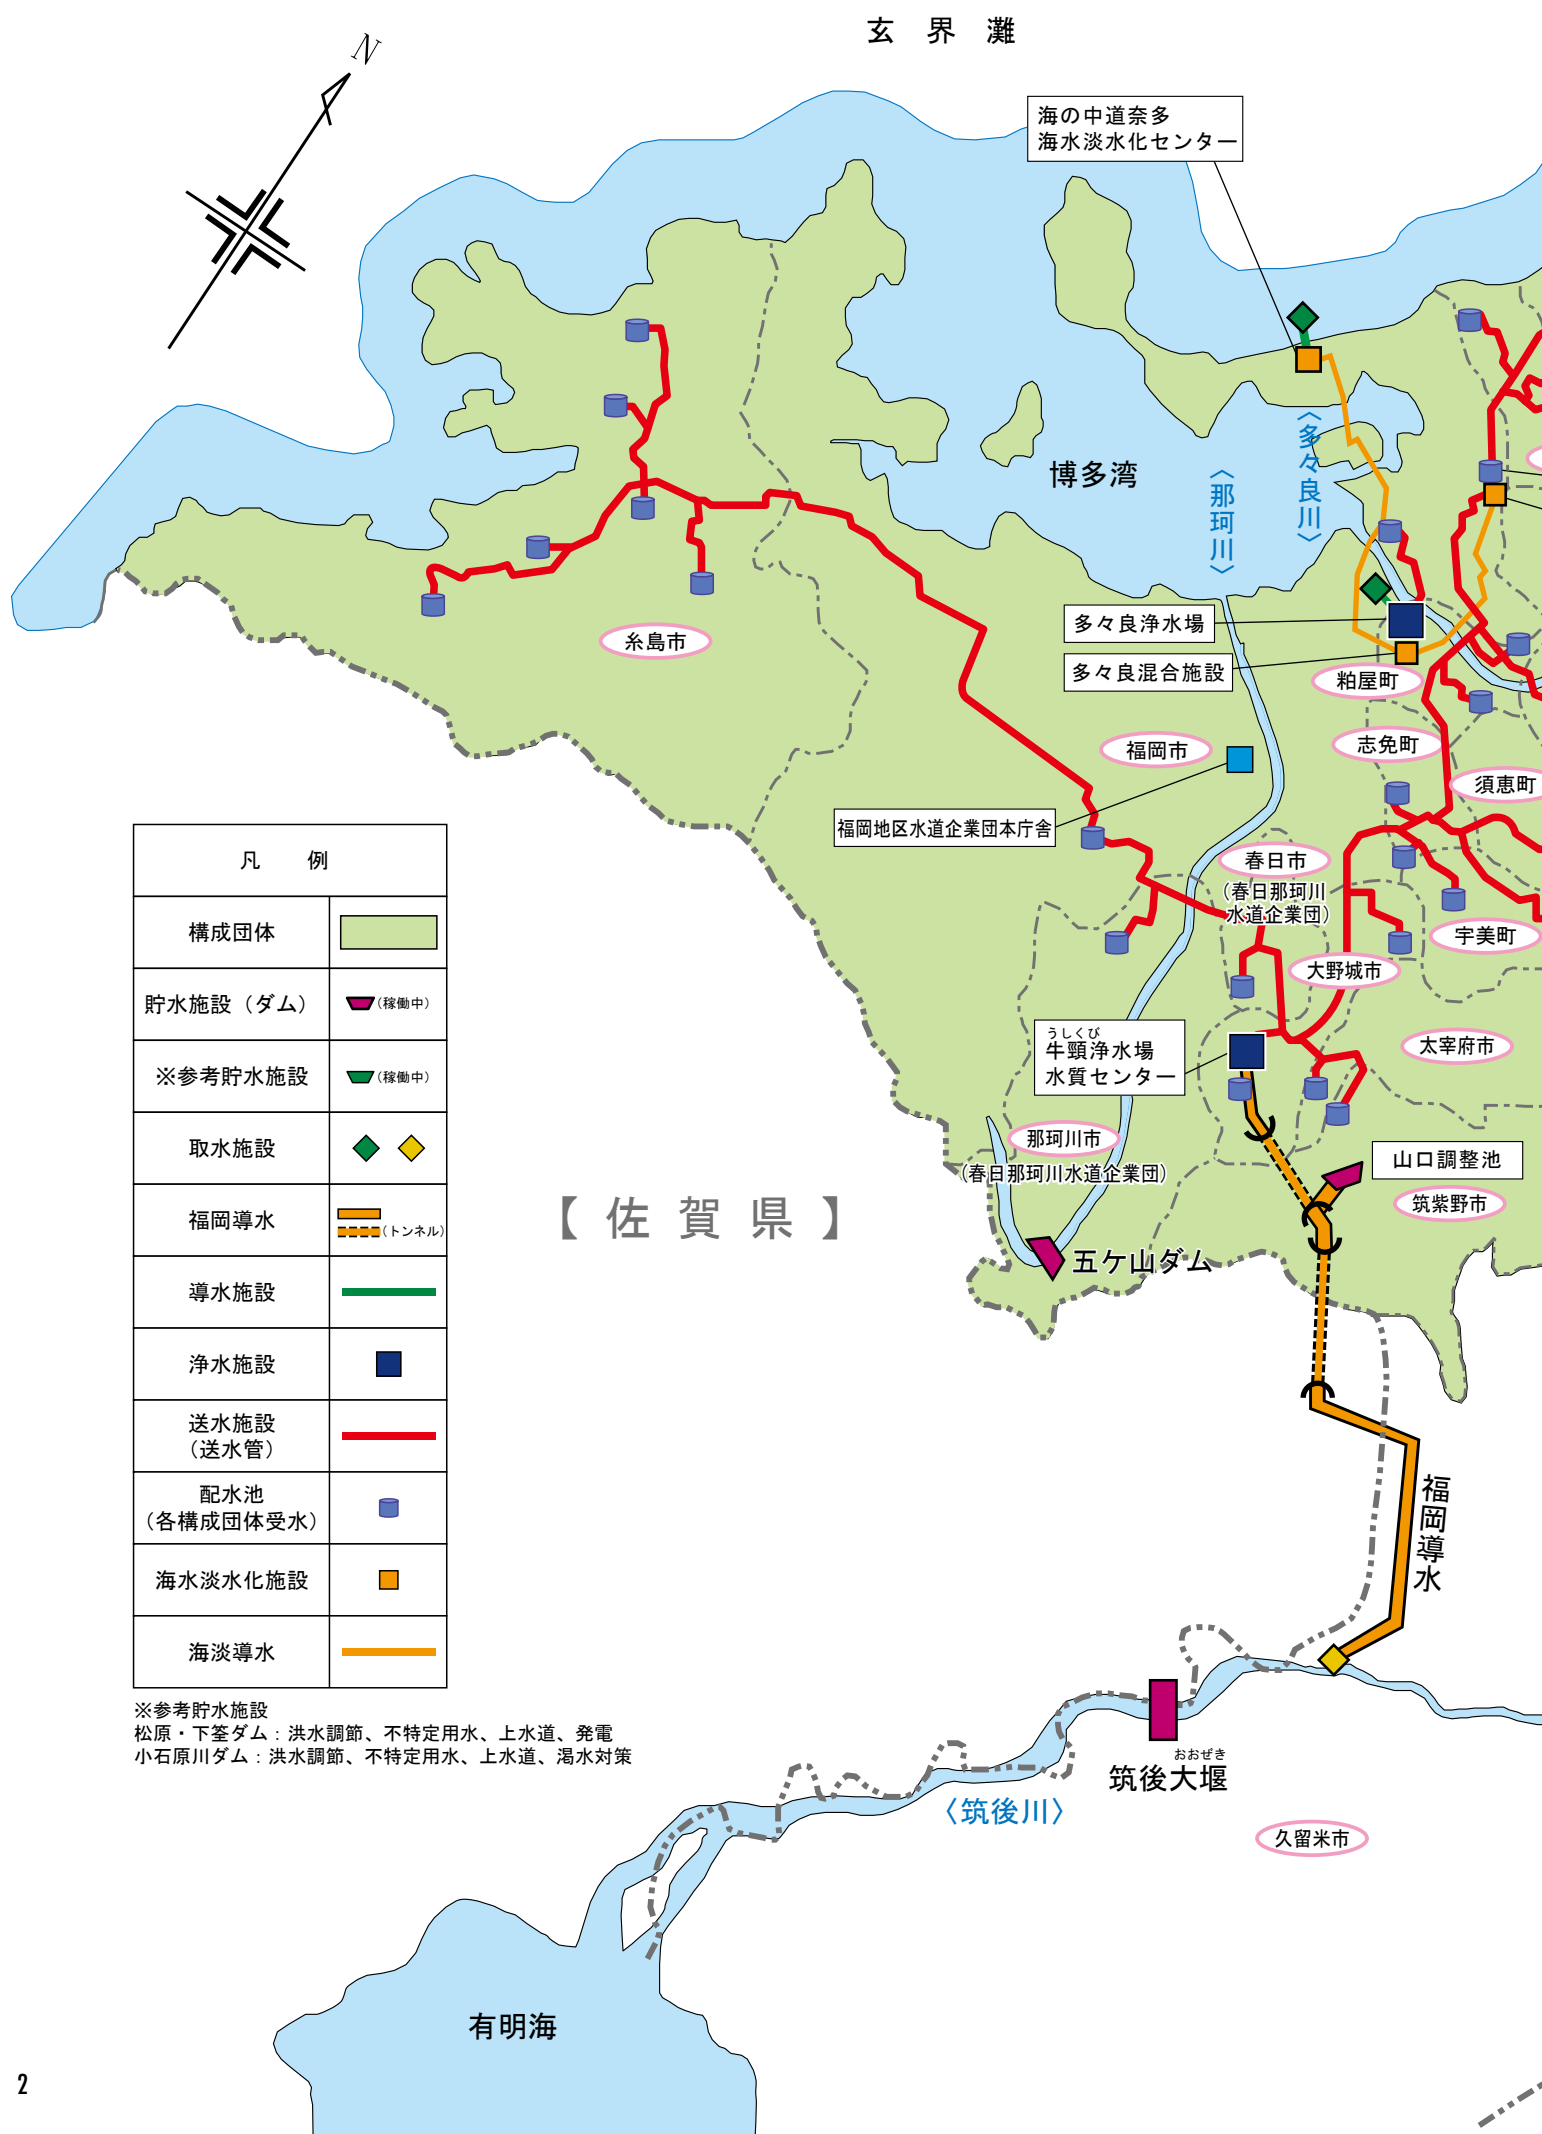 玄 界 灘
N
海の中道奈多
海水淡水化センター
〈多々良川〉
〈那珂川〉
博多湾
糸島市
多々良浄水場
多々良混合施設
粕屋町
志免町
須恵町
福岡市
福岡地区水道企業団本庁舎
春日市
(春日那珂川
水道企業団)
宇美町
大野城市
太宰府市
うしくび
牛頸浄水場
水質センター
那珂川市
(春日那珂川水道企業団)
山口調整池
筑紫野市
五ケ山ダム
【 佐 賀 県 】
凡 例
構成団体
貯水施設(ダム) (稼働中)
※参考貯水施設 (稼働中)
取水施設
福岡導水 (トンネル)
導水施設
浄水施設
送水施設
(送水管)
配水池
(各構成団体受水)
海水淡水化施設
海淡導水
※参考貯水施設
松原・下筌ダム:洪水調節、不特定用水、上水道、発電
小石原川ダム:洪水調節、不特定用水、上水道、渇水対策
福岡導水
おおぜき
筑後大堰
〈筑後川〉
久留米市
有明海
2